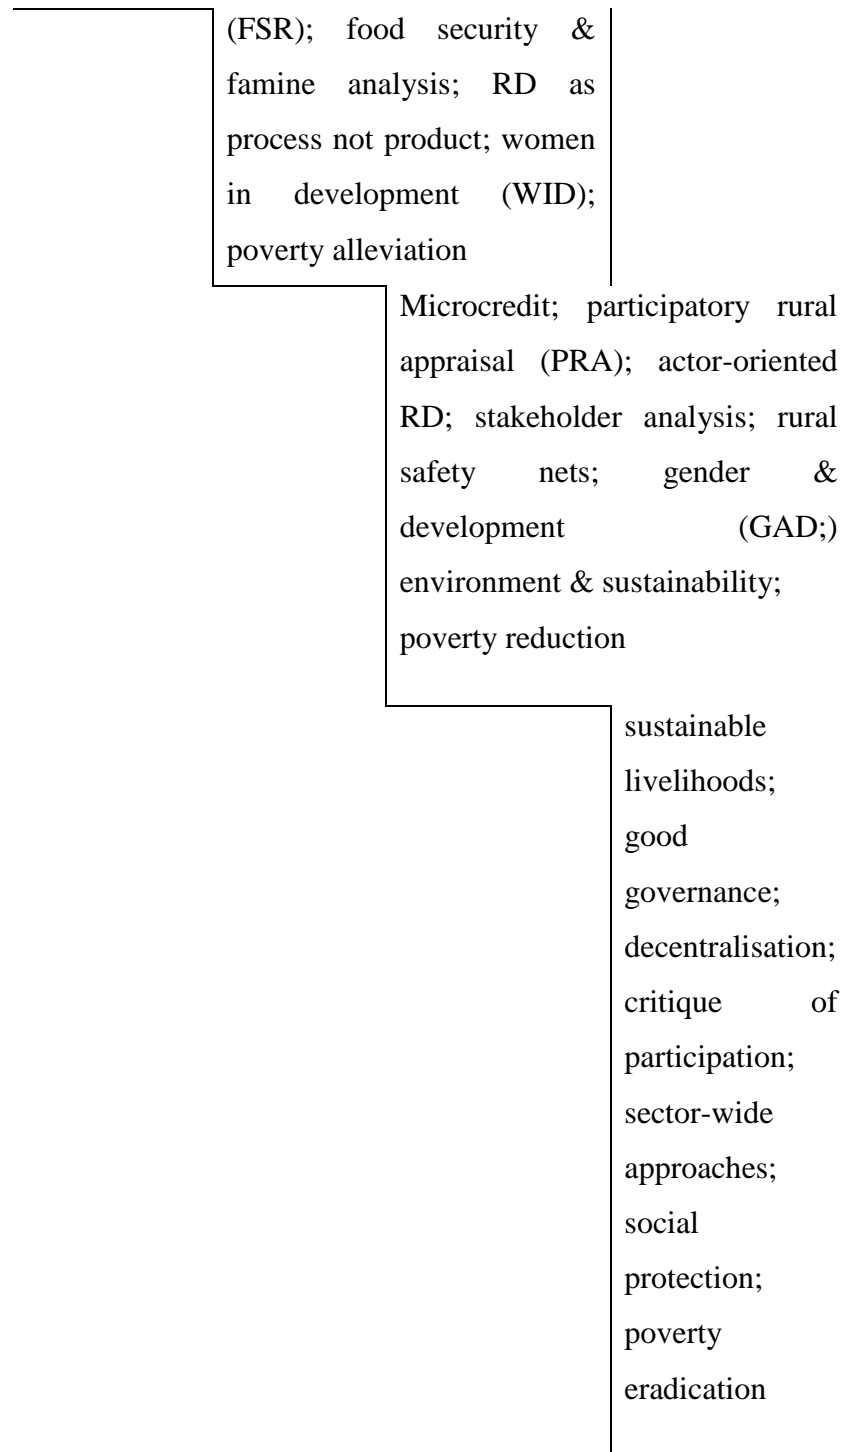 (FSR); food security &
famine analysis; RD as
process not product; women
in development (WID);
poverty alleviation
Microcredit; participatory rural
appraisal (PRA); actor-oriented
RD; stakeholder analysis; rural
safety nets; gender &
development (GAD;)
environment & sustainability;
poverty reduction
sustainable
livelihoods;
good
governance;
decentralisation;
critique of
participation;
sector-wide
approaches;
social
protection;
poverty
eradication